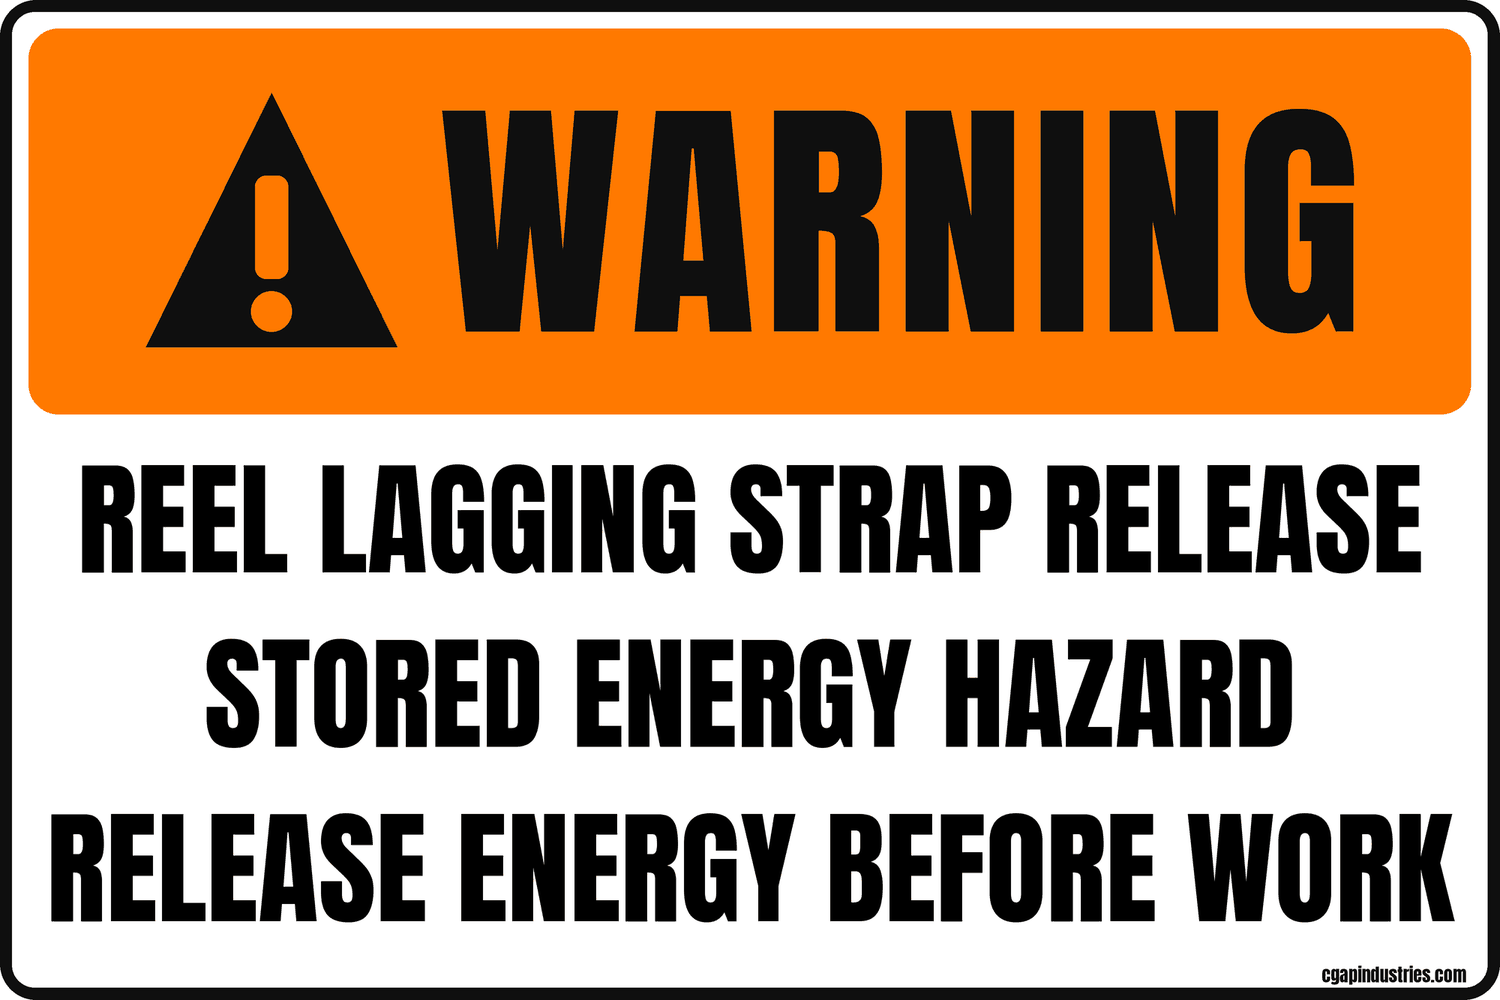 WARNING
REEL LAGGING STRAP RELEASE
STORED ENERGY HAZARD
RELEASE ENERGY BEFORE WORK
cgapindustries.com